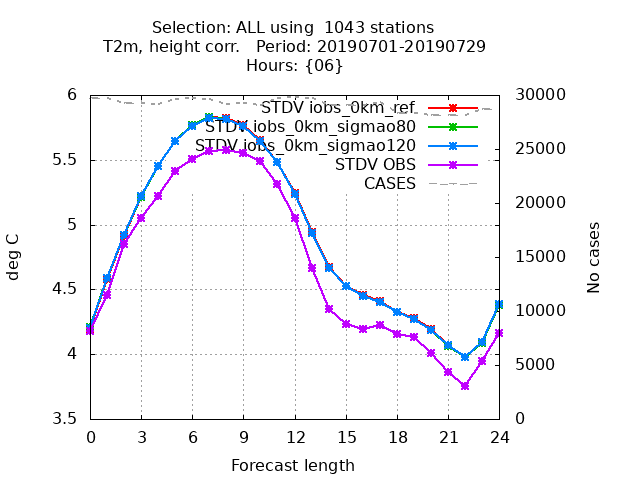 Selection: ALL using  1043 stations
T2m, height corr.   Period: 20190701-20190729
Hours: {06}
6 30000
STDV iobs_0km_ref
STDV iobs_0km_sigmao80
STDV iobs_0km_sigmao120
STDV OBS
CASES
5.5
5
4.5
4
3.5
25000
20000
15000
10000
5000
0
deg C
No cases
0 3 6 9 12 15 18 21 24
Forecast length